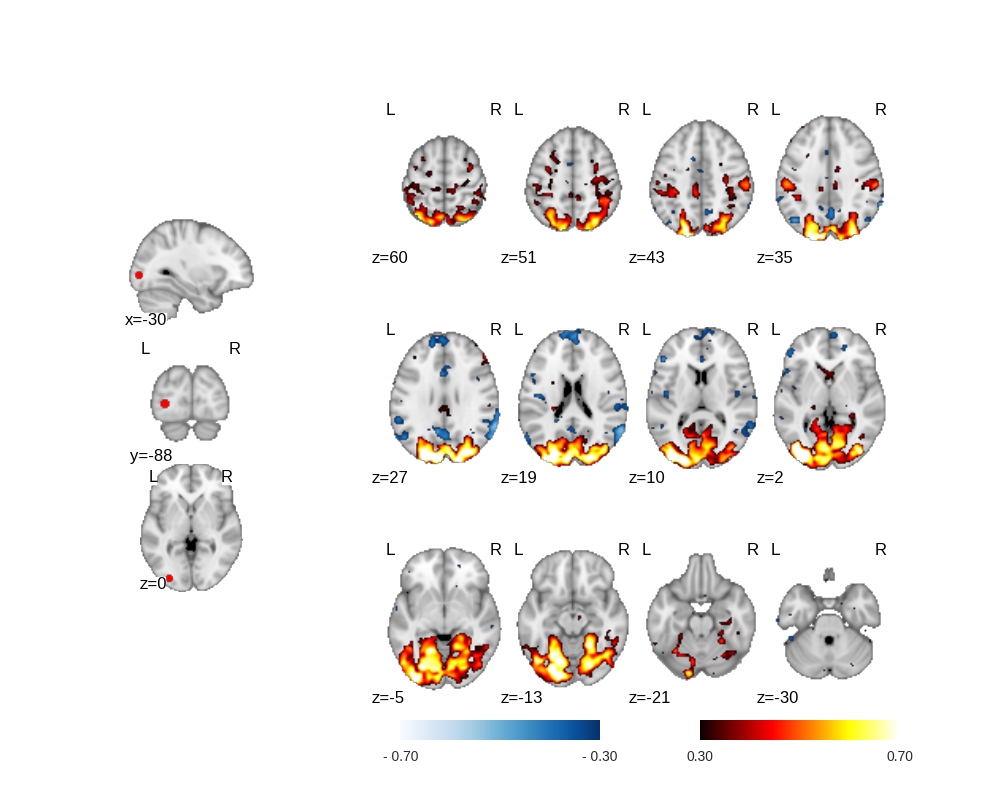 L R L R L R L R
z=60 z=51 z=43 z=35
x=-30
L R
y=-88
L R
z=0
L R L R L R L R
z=27 z=19 z=10 z=2
L R L R L R L R
z=-5 z=-13 z=-21 z=-30
- 0.70 - 0.30 0.30 0.70